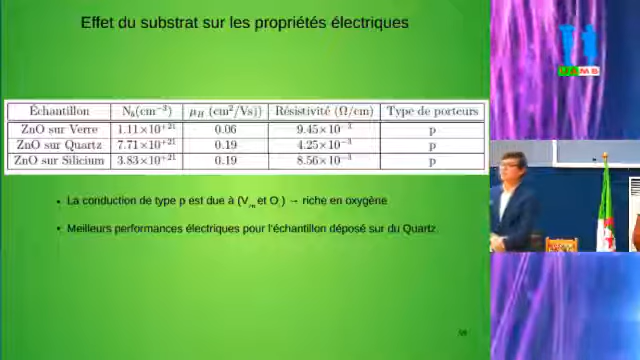 Effet du substrat sur les propriétés électriques
Échantillon N_b(cm⁻³) μ_H (cm²/Vs)) Résistivité (Ω/cm) Type de porteurs
ZnO sur Verre 1.11×10⁺²¹ 0.06 9.45×10⁻³ p
ZnO sur Quartz 7.71×10⁺²¹ 0.19 4.25×10⁻³ p
ZnO sur Silicium 3.83×10⁺²¹ 0.19 8.56×10⁻³ p
• La conduction de type p est due à (V et O ) → riche en oxygène
• Meilleurs performances électriques pour l'échantillon déposé sur du Quartz.